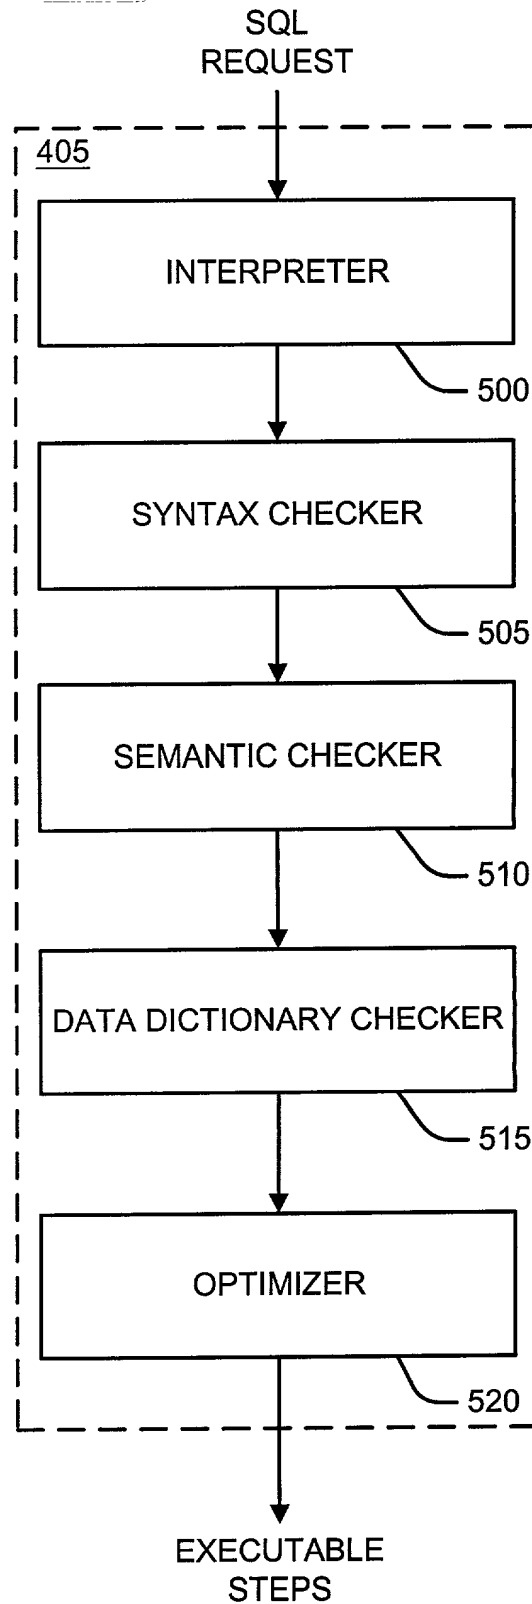 SQL
REQUEST
405
INTERPRETER
500
SYNTAX CHECKER
505
SEMANTIC CHECKER
510
DATA DICTIONARY CHECKER
515
OPTIMIZER
520
EXECUTABLE
STEPS